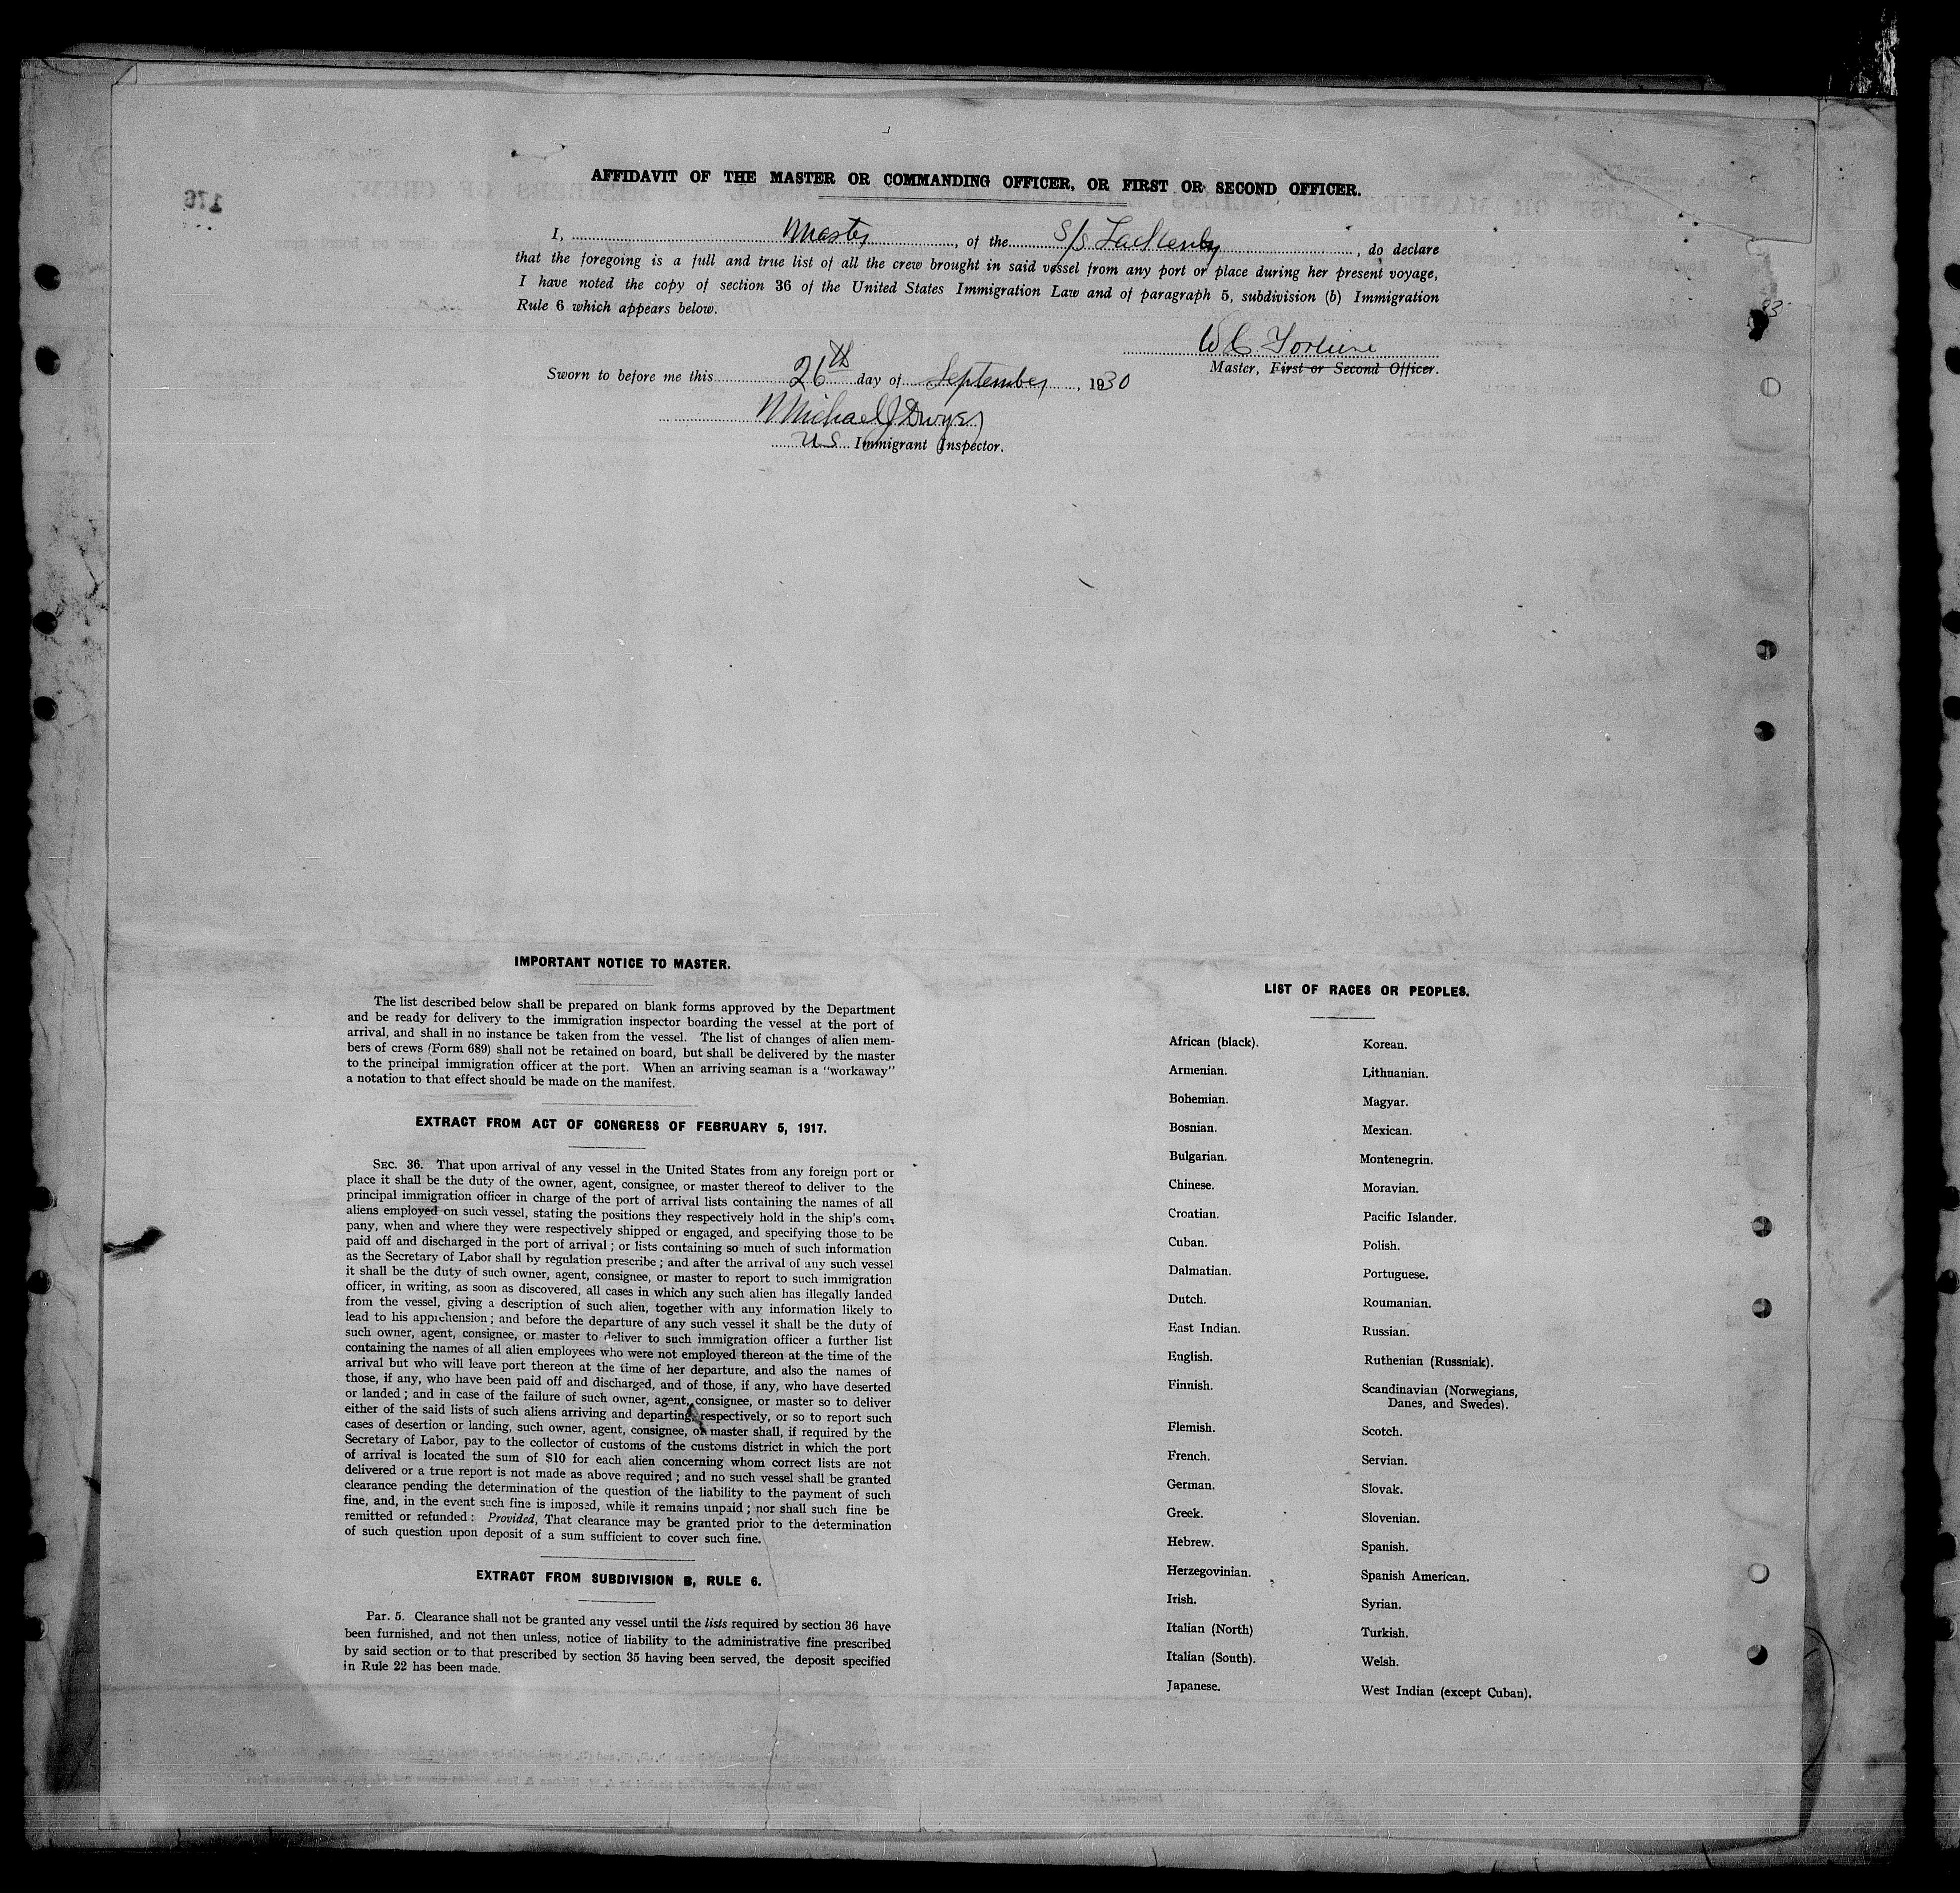 AFFIDAVIT OF THE MASTER OR COMMANDING OFFICER, OR FIRST OR SECOND OFFICER.
176
I, Master, of the S/S Lackenby, do declare
that the foregoing is a full and true list of all the crew brought in said vessel from any port or place during her present voyage,
I have noted the copy of section 36 of the United States Immigration Law and of paragraph 5, subdivision (b) Immigration
Rule 6 which appears below.
W C Fortune
Master, First or Second Officer.
Sworn to before me this 26th day of September, 1930
Michael J Dwyer
U S Immigrant Inspector.
IMPORTANT NOTICE TO MASTER.
The list described below shall be prepared on blank forms approved by the Department
and be ready for delivery to the immigration inspector boarding the vessel at the port of
arrival, and shall in no instance be taken from the vessel. The list of changes of alien mem-
bers of crews (Form 689) shall not be retained on board, but shall be delivered by the master
to the principal immigration officer at the port. When an arriving seaman is a "workaway"
a notation to that effect should be made on the manifest.
EXTRACT FROM ACT OF CONGRESS OF FEBRUARY 5, 1917.
SEC. 36. That upon arrival of any vessel in the United States from any foreign port or
place it shall be the duty of the owner, agent, consignee, or master thereof to deliver to the
principal immigration officer in charge of the port of arrival lists containing the names of all
aliens employed on such vessel, stating the positions they respectively hold in the ship's com-
pany, when and where they were respectively shipped or engaged, and specifying those to be
paid off and discharged in the port of arrival; or lists containing so much of such information
as the Secretary of Labor shall by regulation prescribe; and after the arrival of any such vessel
it shall be the duty of such owner, agent, consignee, or master to report to such immigration
officer, in writing, as soon as discovered, all cases in which any such alien has illegally landed
from the vessel, giving a description of such alien, together with any information likely to
lead to his apprehension; and before the departure of any such vessel it shall be the duty of
such owner, agent, consignee, or master to deliver to such immigration officer a further list
containing the names of all alien employees who were not employed thereon at the time of the
arrival but who will leave port thereon at the time of her departure, and also the names of
those, if any, who have been paid off and discharged, and of those, if any, who have deserted
or landed; and in case of the failure of such owner, agent, consignee, or master so to deliver
either of the said lists of such aliens arriving and departing, respectively, or so to report such
cases of desertion or landing, such owner, agent, consignee, or master shall, if required by the
Secretary of Labor, pay to the collector of customs of the customs district in which the port
of arrival is located the sum of $10 for each alien concerning whom correct lists are not
delivered or a true report is not made as above required; and no such vessel shall be granted
clearance pending the determination of the question of the liability to the payment of such
fine, and, in the event such fine is imposed, while it remains unpaid; nor shall such fine be
remitted or refunded: Provided, That clearance may be granted prior to the determination
of such question upon deposit of a sum sufficient to cover such fine.
EXTRACT FROM SUBDIVISION B, RULE 6.
Par. 5. Clearance shall not be granted any vessel until the lists required by section 36 have
been furnished, and not then unless, notice of liability to the administrative fine prescribed
by said section or to that prescribed by section 35 having been served, the deposit specified
in Rule 22 has been made.
LIST OF RACES OR PEOPLES.
African (black).
Armenian.
Bohemian.
Bosnian.
Bulgarian.
Chinese.
Croatian.
Cuban.
Dalmatian.
Dutch.
East Indian.
English.
Finnish.
Flemish.
French.
German.
Greek.
Hebrew.
Herzegovinian.
Irish.
Italian (North)
Italian (South).
Japanese.
Korean.
Lithuanian.
Magyar.
Mexican.
Montenegrin.
Moravian.
Pacific Islander.
Polish.
Portuguese.
Roumanian.
Russian.
Ruthenian (Russniak).
Scandinavian (Norwegians,
Danes, and Swedes).
Scotch.
Servian.
Slovak.
Slovenian.
Spanish.
Spanish American.
Syrian.
Turkish.
Welsh.
West Indian (except Cuban).